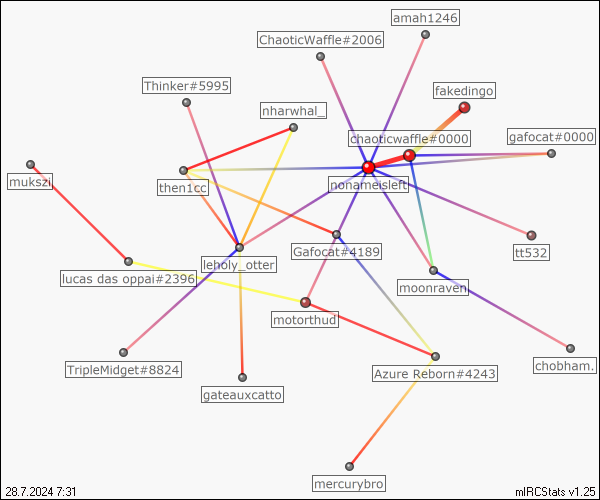 amah1246
ChaoticWaffle#2006
Thinker#5995
fakedingo
nharwhal_
chaoticwaffle#0000
gafocat#0000
mukszi
then1cc
nonameisleft
Gafocat#4189
tt532
leholy_otter
lucas das oppai#2396
moonraven
motorthud
TripleMidget#8824
Azure Reborn#4243
chobham.
gateauxcatto
mercurybro
28.7.2024 7:31
mIRCStats v1.25